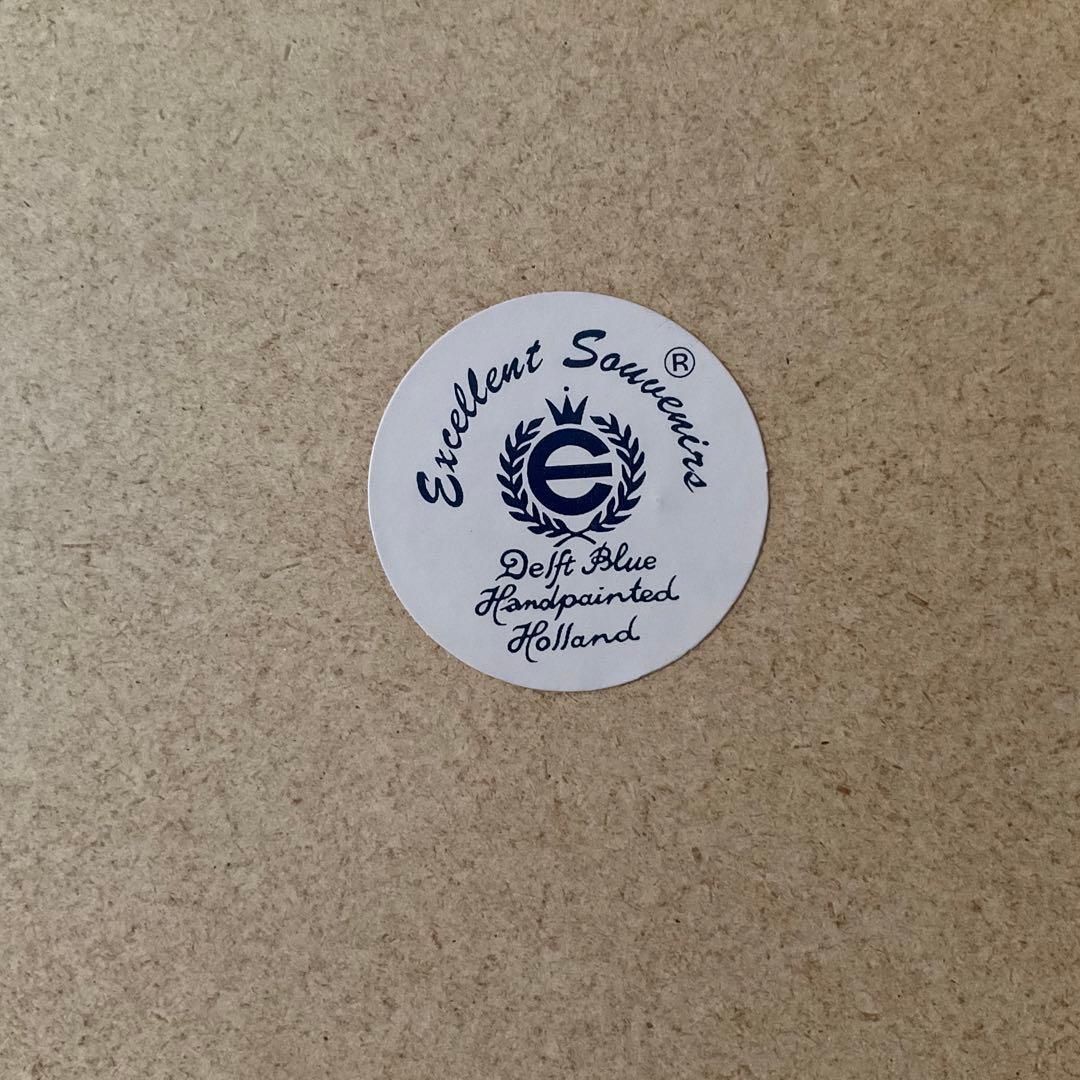 Excellent Souvenirs ®
e
Delft Blue
Handpainted
Holland